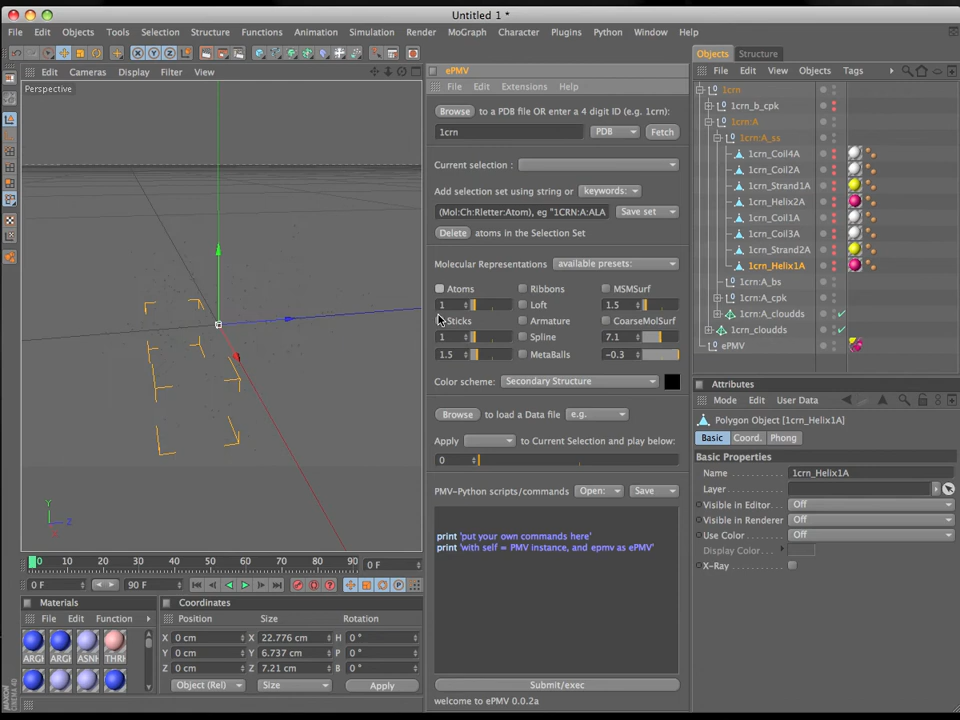 Untitled 1 *
File Edit Objects Tools Selection Structure Functions Animation Simulation Render MoGraph Character Plugins Python Window Help
Edit Cameras Display Filter View
Perspective
Y
Z
0 10 20 30 40 50 60 70 80 90
0 F
0 F
90 F
Materials
File Edit Function
ARG
ARG
ASN
THR
Coordinates
Position Size Rotation
X 0 cm X 22.776 cm H 0 °
Y 0 cm Y 6.737 cm P 0 °
Z 0 cm Z 7.21 cm B 0 °
Object (Rel) Size Apply
MAXON CINEMA 4D
ePMV
File Edit Extensions Help
Browse to a PDB file OR enter a 4 digit ID (e.g. 1crn):
1crn PDB Fetch
Current selection :
Add selection set using string or keywords:
(Mol:Ch:Rletter:Atom), eg "1CRN:A:ALA Save set
Delete atoms in the Selection Set
Molecular Representations available presets:
Atoms Ribbons MSMSurf
1 Loft 1.5
Sticks Armature CoarseMolSurf
1 Spline 7.1
1.5 MetaBalls -0.3
Color scheme: Secondary Structure
Browse to load a Data file e.g.
Apply to Current Selection and play below:
0
PMV-Python scripts/commands Open: Save
print 'put your own commands here'
print 'with self = PMV instance, and epmv as ePMV'
Submit/exec
welcome to ePMV 0.0.2a
Objects Structure
File Edit View Objects Tags
1crn
1crn_b_cpk
1crn:A
1crn:A_ss
1crn_Coil4A
1crn_Coil2A
1crn_Strand1A
1crn_Helix2A
1crn_Coil1A
1crn_Coil3A
1crn_Strand2A
1crn_Helix1A
1crn:A_bs
1crn:A_cpk
1crn:A_cloudds
1crn_cloudds
ePMV
Attributes
Mode Edit User Data
Polygon Object [1crn_Helix1A]
Basic Coord. Phong
Basic Properties
Name 1crn_Helix1A
Layer
Visible in Editor Off
Visible in Renderer Off
Use Color Off
Display Color
X-Ray